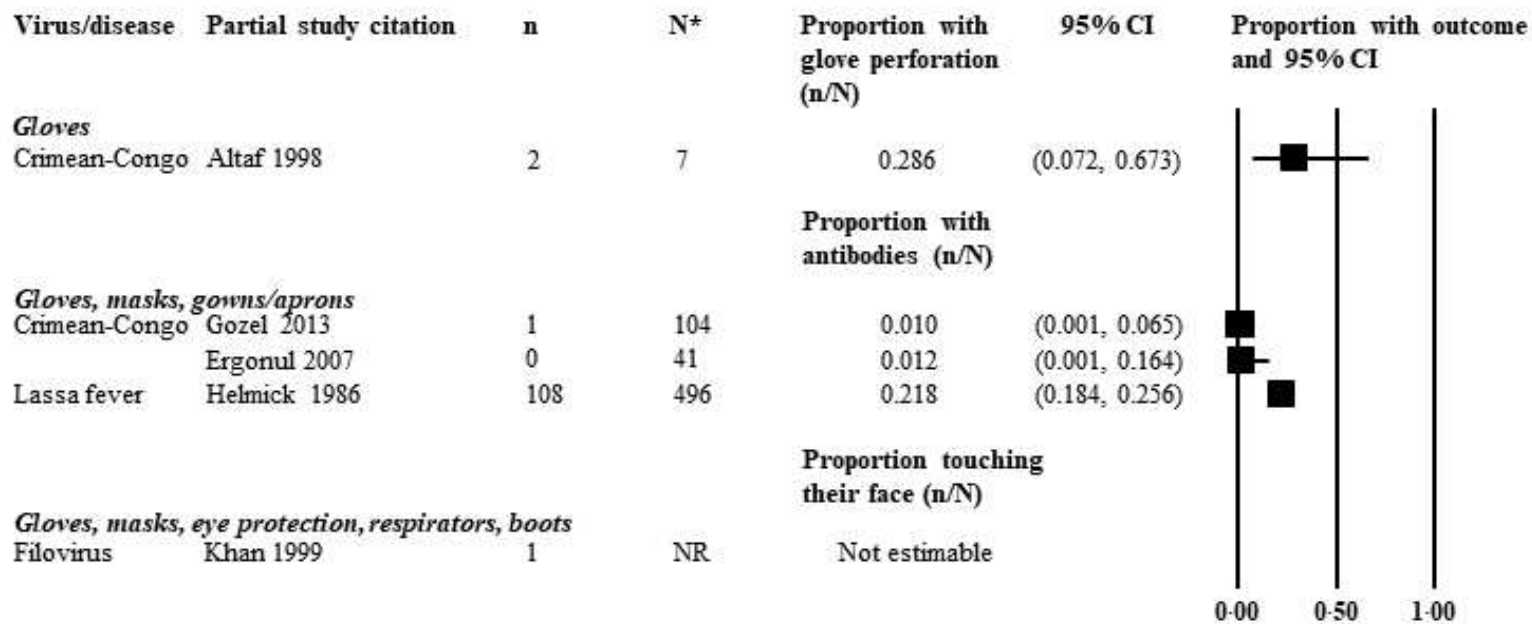 Virus/disease Partial study citation n N* Proportion with glove perforation (n/N) 95% CI Proportion with outcome and 95% CI
Gloves
Crimean-Congo Altaf 1998 2 7 0.286 (0.072, 0.673)
Proportion with antibodies (n/N)
Gloves, masks, gowns/aprons
Crimean-Congo Gozel 2013 1 104 0.010 (0.001, 0.065)
Ergonul 2007 0 41 0.012 (0.001, 0.164)
Lassa fever Helmick 1986 108 496 0.218 (0.184, 0.256)
Proportion touching their face (n/N)
Gloves, masks, eye protection, respirators, boots
Filovirus Khan 1999 1 NR Not estimable
0·00 0·50 1·00